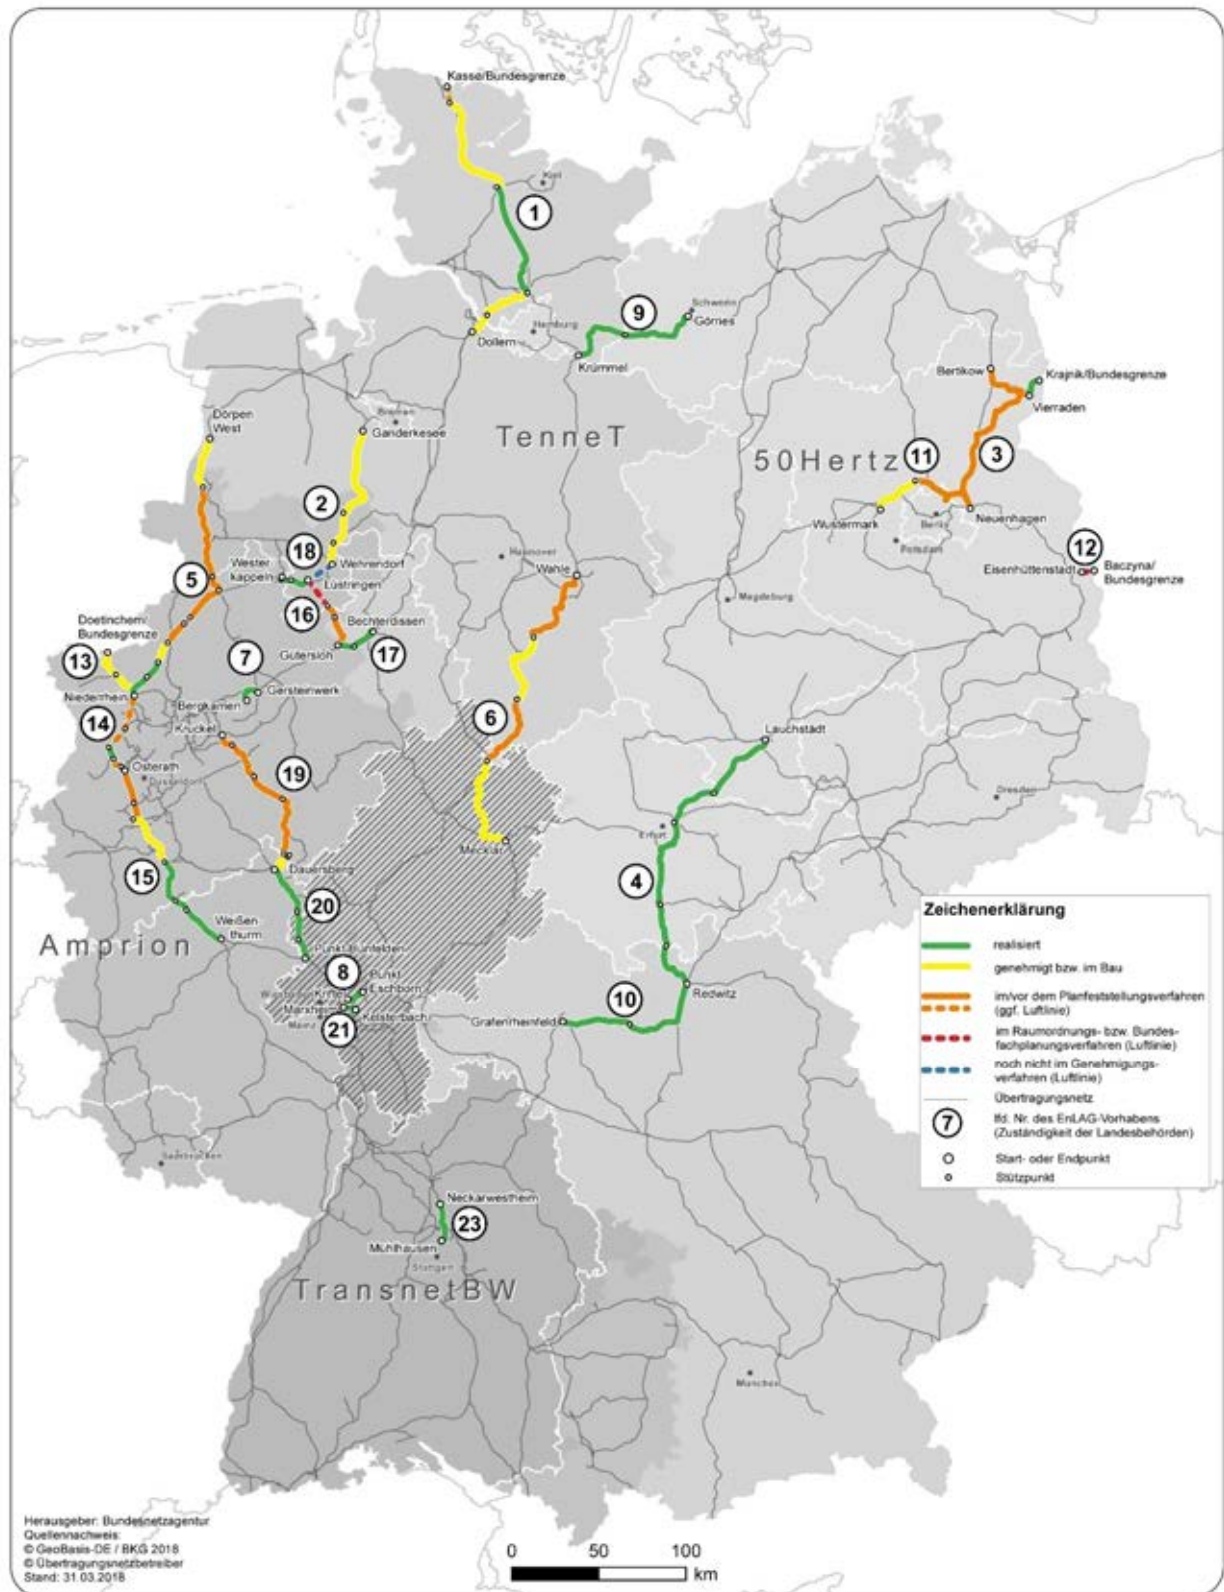 Kassø/Bundesgrenze
Kiel
1
Schwerin
9
Görries
Hamburg
Dollern
Krümmel
Bertikow
Krajnik/Bundesgrenze
Vierraden
Dörpen
West
Bremen
Ganderkesee
TenneT
50Hertz
11
3
2
Wustermark
Berlin
Neuenhagen
Potsdam
18
Hannover
12
Wester
kappeln
Wehrendorf
Wahle
Eisenhüttenstadt
Baczyna/
Bundesgrenze
5
Lüstringen
Magdeburg
16
Doetinchem/
Bundesgrenze
Bechterdissen
13
7
Gütersloh
17
Niederrhein
Gersteinwerk
Bergkamen
14
Kruckel
6
Lauchstädt
Osterath
Düsseldorf
19
Dresden
Erfurt
Mecklar
15
Dauersberg
4
20
Weißen
thurm
Amprion
Punkt Bünfelden
8
Punkt
Eschborn
Wiesbaden
Kriftel
Marxheim
Kelsterbach
Mainz
21
10
Redwitz
Grafenrheinfeld
Zeichenerklärung
realisiert
genehmigt bzw. im Bau
im/vor dem Planfeststellungsverfahren
(ggf. Luftlinie)
im Raumordnungs- bzw. Bundes-
fachplanungsverfahren (Luftlinie)
noch nicht im Genehmigungs-
verfahren (Luftlinie)
Übertragungsnetz
7
lfd. Nr. des EnLAG-Vorhabens
(Zuständigkeit der Landesbehörden)
Start- oder Endpunkt
Stützpunkt
Saarbrücken
Neckarwestheim
23
Mühlhausen
Stuttgart
TransnetBW
München
Herausgeber: Bundesnetzagentur
Quellennachweis:
© GeoBasis-DE / BKG 2018
© Übertragungsnetzbetreiber
Stand: 31.03.2018
0 50 100
km